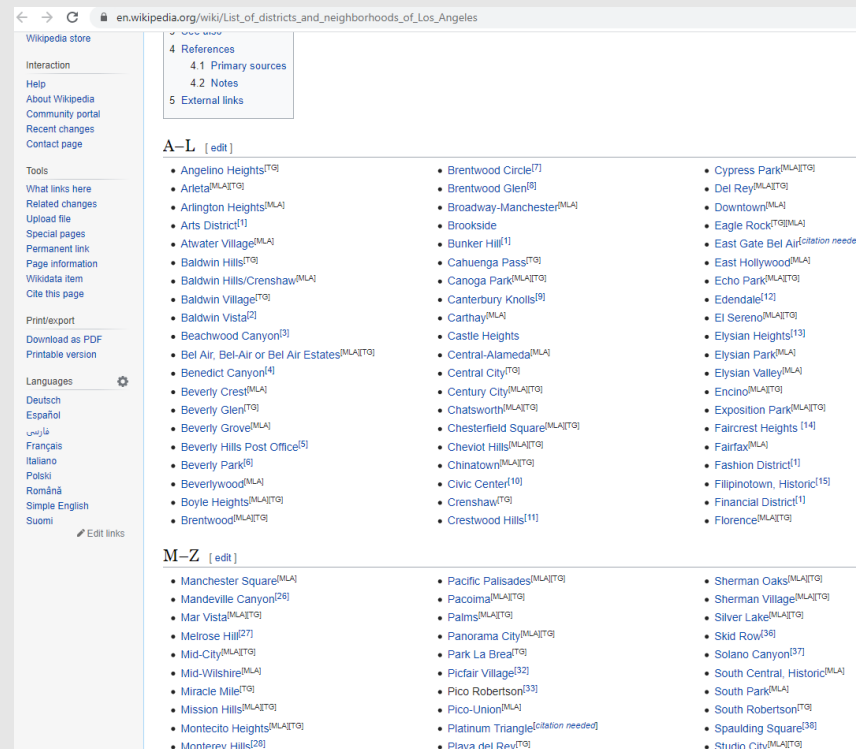 en.wikipedia.org/wiki/List_of_districts_and_neighborhoods_of_Los_Angeles
Wikipedia store
Interaction
Help
About Wikipedia
Community portal
Recent changes
Contact page
Tools
What links here
Related changes
Upload file
Special pages
Permanent link
Page information
Wikidata item
Cite this page
Print/export
Download as PDF
Printable version
Languages
Deutsch
Español
فارسی
Français
Italiano
Polski
Română
Simple English
Suomi
Edit links
3 See also
4 References
4.1 Primary sources
4.2 Notes
5 External links
A–L [ edit ]
Angelino Heights[TG]
Arleta[MLA][TG]
Arlington Heights[MLA]
Arts District[1]
Atwater Village[MLA]
Baldwin Hills[TG]
Baldwin Hills/Crenshaw[MLA]
Baldwin Village[TG]
Baldwin Vista[2]
Beachwood Canyon[3]
Bel Air, Bel-Air or Bel Air Estates[MLA][TG]
Benedict Canyon[4]
Beverly Crest[MLA]
Beverly Glen[TG]
Beverly Grove[MLA]
Beverly Hills Post Office[5]
Beverly Park[6]
Beverlywood[MLA]
Boyle Heights[MLA][TG]
Brentwood[MLA][TG]
Brentwood Circle[7]
Brentwood Glen[8]
Broadway-Manchester[MLA]
Brookside
Bunker Hill[1]
Cahuenga Pass[TG]
Canoga Park[MLA][TG]
Canterbury Knolls[9]
Carthay[MLA]
Castle Heights
Central-Alameda[MLA]
Central City[TG]
Century City[MLA][TG]
Chatsworth[MLA][TG]
Chesterfield Square[MLA][TG]
Cheviot Hills[MLA][TG]
Chinatown[MLA][TG]
Civic Center[10]
Crenshaw[TG]
Crestwood Hills[11]
Cypress Park[MLA][TG]
Del Rey[MLA][TG]
Downtown[MLA]
Eagle Rock[TG][MLA]
East Gate Bel Air[citation neede
East Hollywood[MLA]
Echo Park[MLA][TG]
Edendale[12]
El Sereno[MLA][TG]
Elysian Heights[13]
Elysian Park[MLA]
Elysian Valley[MLA]
Encino[MLA][TG]
Exposition Park[MLA][TG]
Faircrest Heights [14]
Fairfax[MLA]
Fashion District[1]
Filipinotown, Historic[15]
Financial District[1]
Florence[MLA][TG]
M–Z [ edit ]
Manchester Square[MLA]
Mandeville Canyon[26]
Mar Vista[MLA][TG]
Melrose Hill[27]
Mid-City[MLA][TG]
Mid-Wilshire[MLA]
Miracle Mile[TG]
Mission Hills[MLA][TG]
Montecito Heights[MLA][TG]
Monterey Hills[28]
Pacific Palisades[MLA][TG]
Pacoima[MLA][TG]
Palms[MLA][TG]
Panorama City[MLA][TG]
Park La Brea[TG]
Picfair Village[32]
Pico Robertson[33]
Pico-Union[MLA]
Platinum Triangle[citation needed]
Playa del Rey[TG]
Sherman Oaks[MLA][TG]
Sherman Village[MLA][TG]
Silver Lake[MLA][TG]
Skid Row[36]
Solano Canyon[37]
South Central, Historic[MLA]
South Park[MLA]
South Robertson[TG]
Spaulding Square[38]
Studio City[MLA][TG]